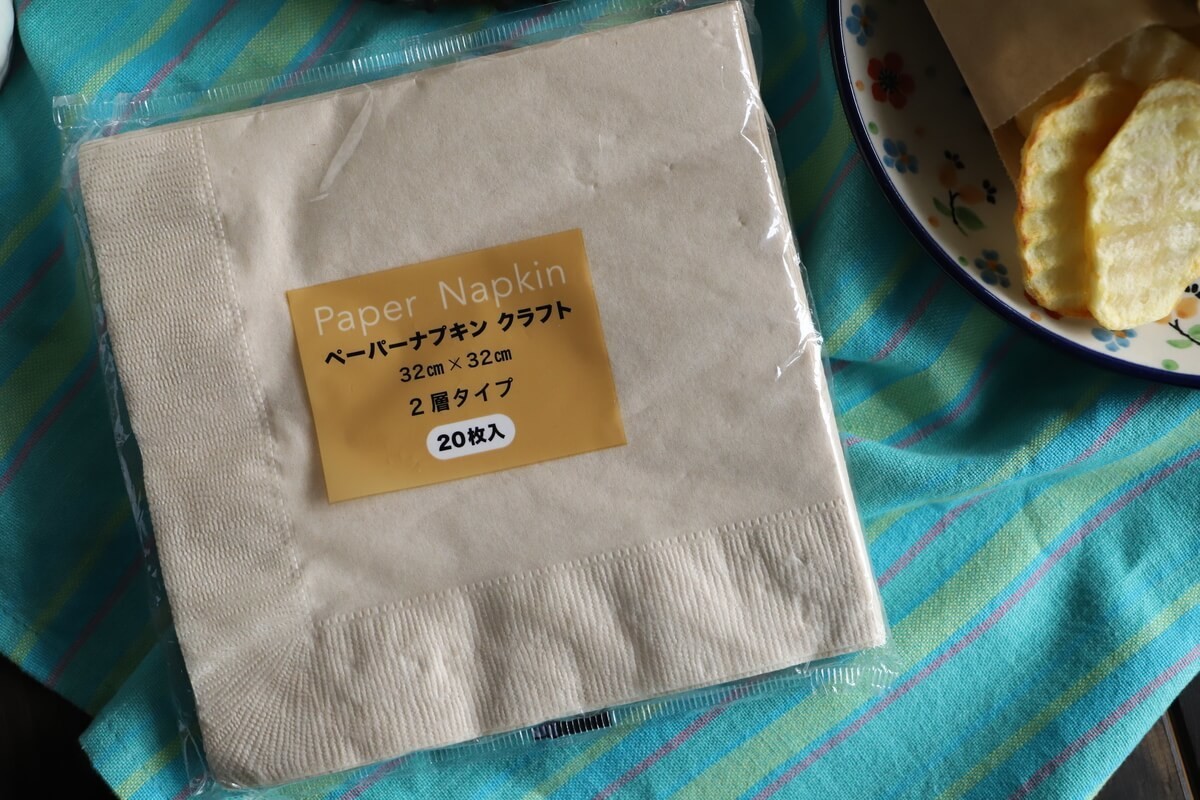 Paper Napkin
ペーパーナプキン クラフト
32㎝×32㎝
2層タイプ
20枚入